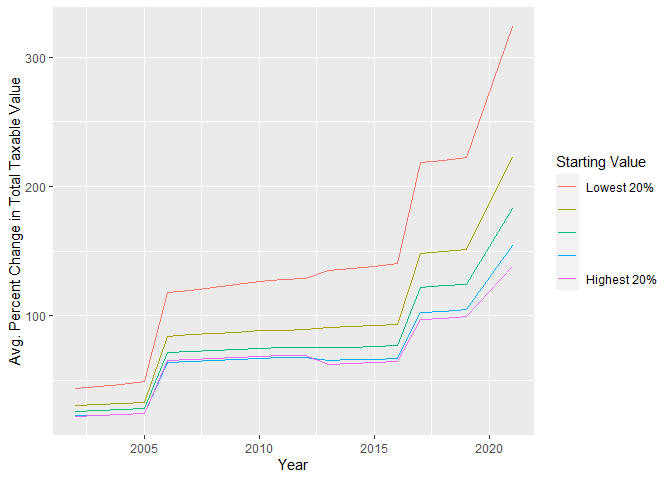 Avg. Percent Change in Total Taxable Value
300
200
100
2005
2010
2015
2020
Year
Starting Value
Lowest 20%
Highest 20%